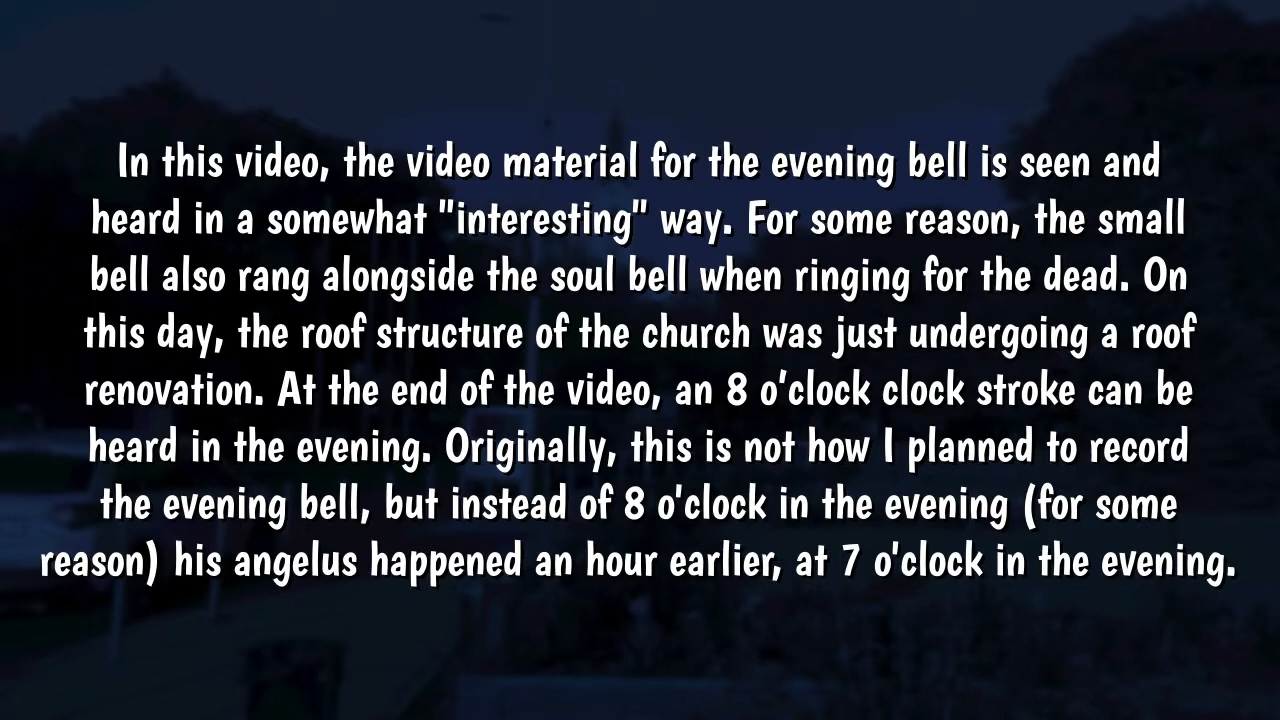 In this video, the video material for the evening bell is seen and
heard in a somewhat "interesting" way. For some reason, the small
bell also rang alongside the soul bell when ringing for the dead. On
this day, the roof structure of the church was just undergoing a roof
renovation. At the end of the video, an 8 o'clock clock stroke can be
heard in the evening. Originally, this is not how I planned to record
the evening bell, but instead of 8 o'clock in the evening (for some
reason) his angelus happened an hour earlier, at 7 o'clock in the evening.